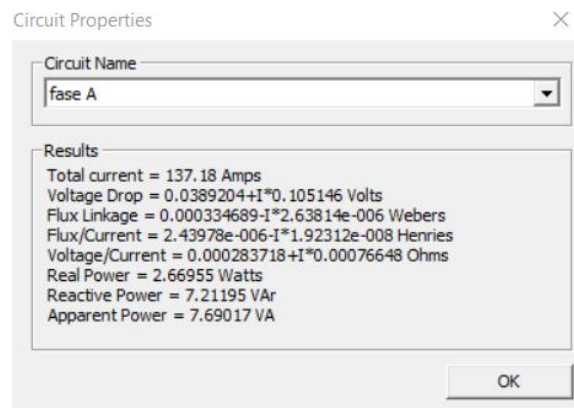 Circuit Properties
Circuit Name
fase A
Results
Total current = 137.18 Amps
Voltage Drop = 0.0389204+I*0.105146 Volts
Flux Linkage = 0.000334689-I*2.63814e-006 Webers
Flux/Current = 2.43978e-006-I*1.92312e-008 Henries
Voltage/Current = 0.000283718+I*0.00076648 Ohms
Real Power = 2.66955 Watts
Reactive Power = 7.21195 VAr
Apparent Power = 7.69017 VA
OK